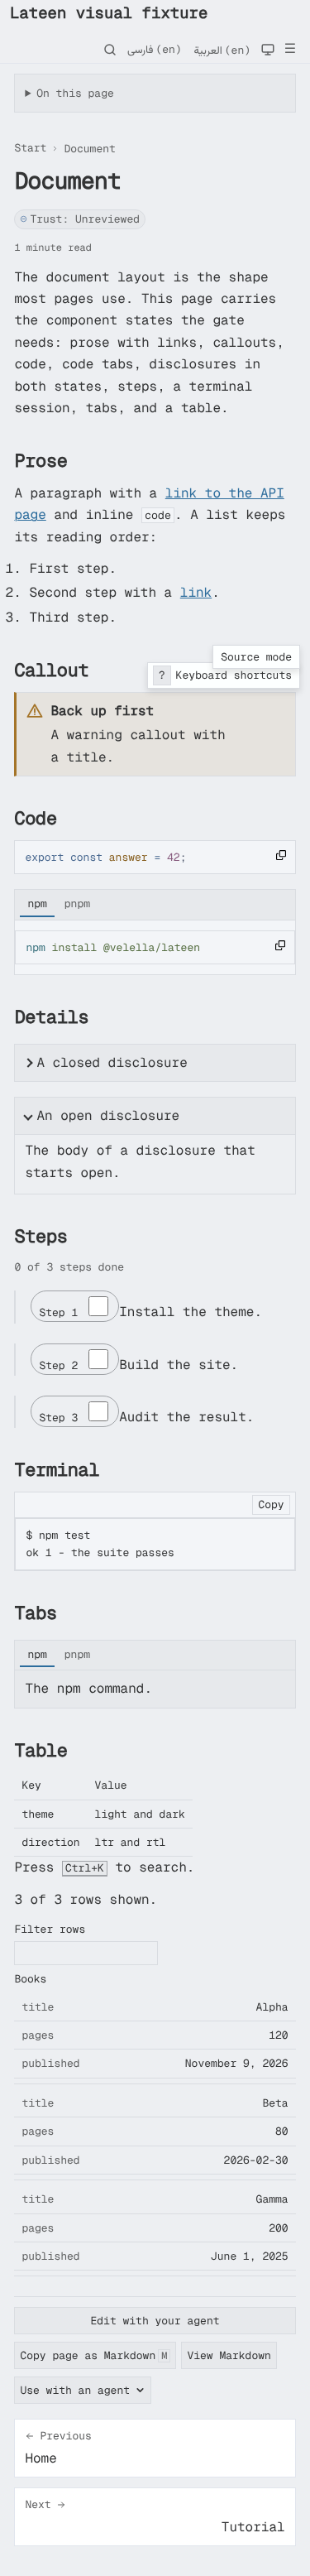 Lateen visual fixture
فارسی (en) العربية (en)
On this page
Start › Document
Document
Trust: Unreviewed
1 minute read
The document layout is the shape
most pages use. This page carries
the component states the gate
needs: prose with links, callouts,
code, code tabs, disclosures in
both states, steps, a terminal
session, tabs, and a table.
Prose
A paragraph with a link to the API
page and inline code. A list keeps
its reading order:
1. First step.
2. Second step with a link.
3. Third step.
Source mode
Callout
? Keyboard shortcuts
Back up first
A warning callout with
a title.
Code
export const answer = 42;
npm pnpm
npm install @velella/lateen
Details
A closed disclosure
An open disclosure
The body of a disclosure that
starts open.
Steps
0 of 3 steps done
Step 1 Install the theme.
Step 2 Build the site.
Step 3 Audit the result.
Terminal
Copy
$ npm test
ok 1 - the suite passes
Tabs
npm pnpm
The npm command.
Table
Key Value
theme light and dark
direction ltr and rtl
Press Ctrl+K to search.
3 of 3 rows shown.
Filter rows
Books
title Alpha
pages 120
published November 9, 2026
title Beta
pages 80
published 2026-02-30
title Gamma
pages 200
published June 1, 2025
Edit with your agent
Copy page as Markdown M View Markdown
Use with an agent
← Previous
Home
Next →
Tutorial